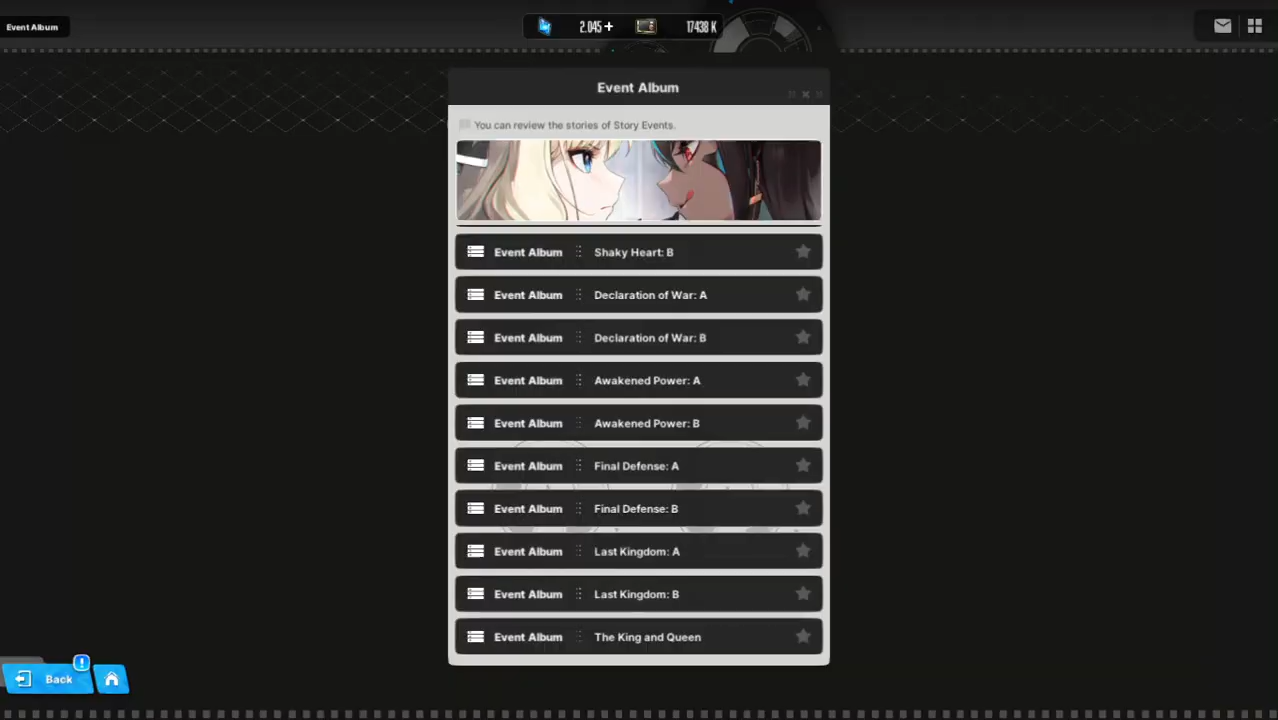 Event Album
2.045 +
17438 K
Event Album
You can review the stories of Story Events.
Event Album Shaky Heart: B
Event Album Declaration of War: A
Event Album Declaration of War: B
Event Album Awakened Power: A
Event Album Awakened Power: B
Event Album Final Defense: A
Event Album Final Defense: B
Event Album Last Kingdom: A
Event Album Last Kingdom: B
Event Album The King and Queen
!
Back